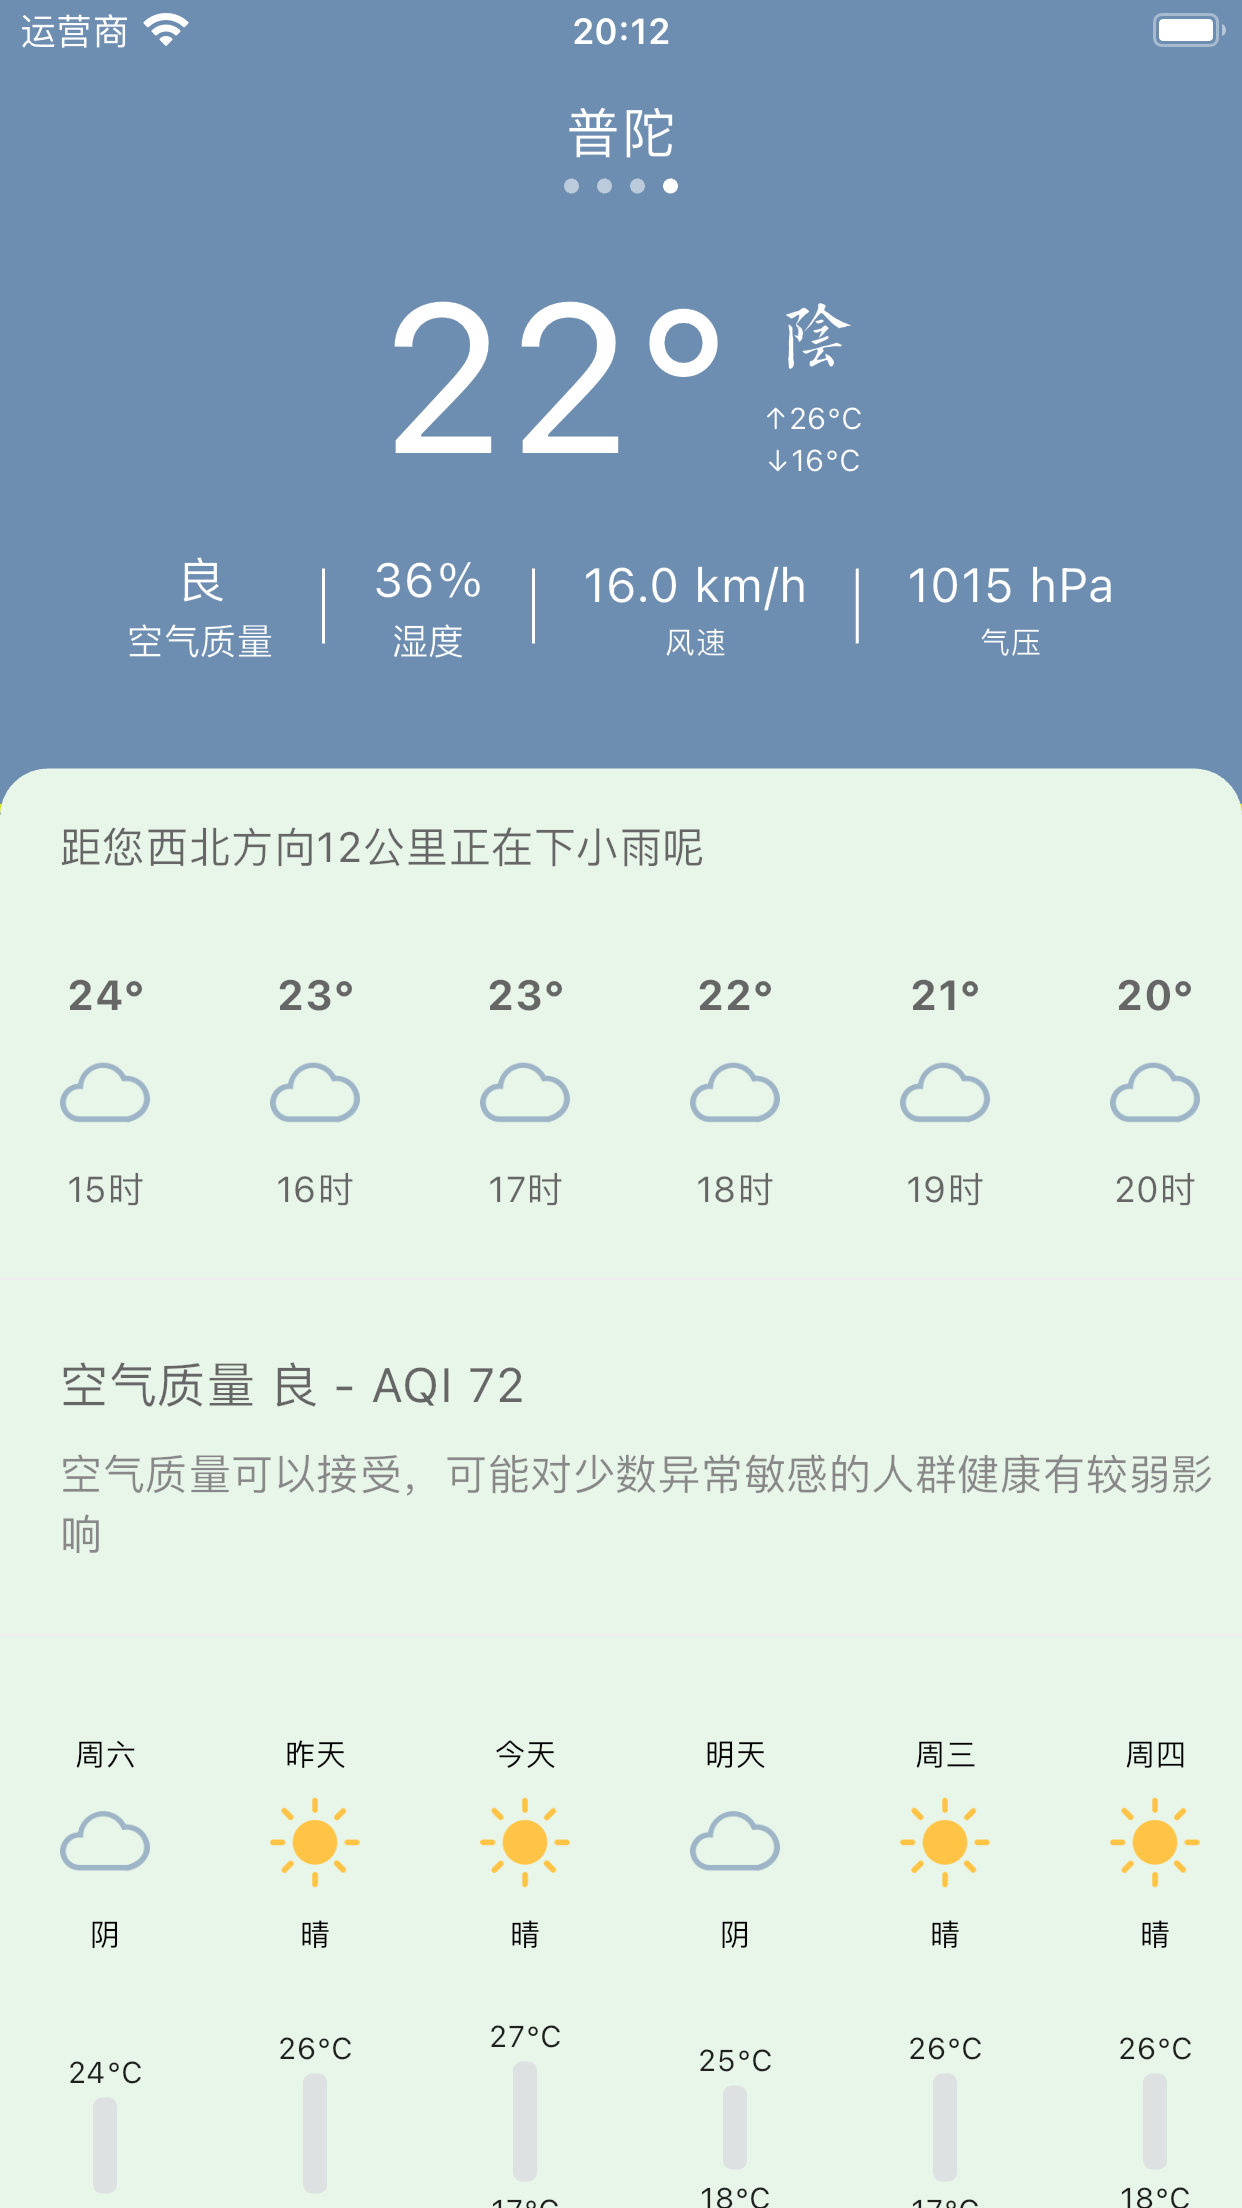 运营商 20:12
普陀
22° 陰
↑26°C
↓16°C
良 36% 16.0 km/h 1015 hPa
空气质量 湿度 风速 气压
距您西北方向12公里正在下小雨呢
24° 23° 23° 22° 21° 20°
15时 16时 17时 18时 19时 20时
空气质量 良 - AQI 72
空气质量可以接受，可能对少数异常敏感的人群健康有较弱影
响
周六 昨天 今天 明天 周三 周四
阴 晴 晴 阴 晴 晴
24°C 26°C 27°C 25°C 26°C 26°C
17°C 18°C 17°C 18°C